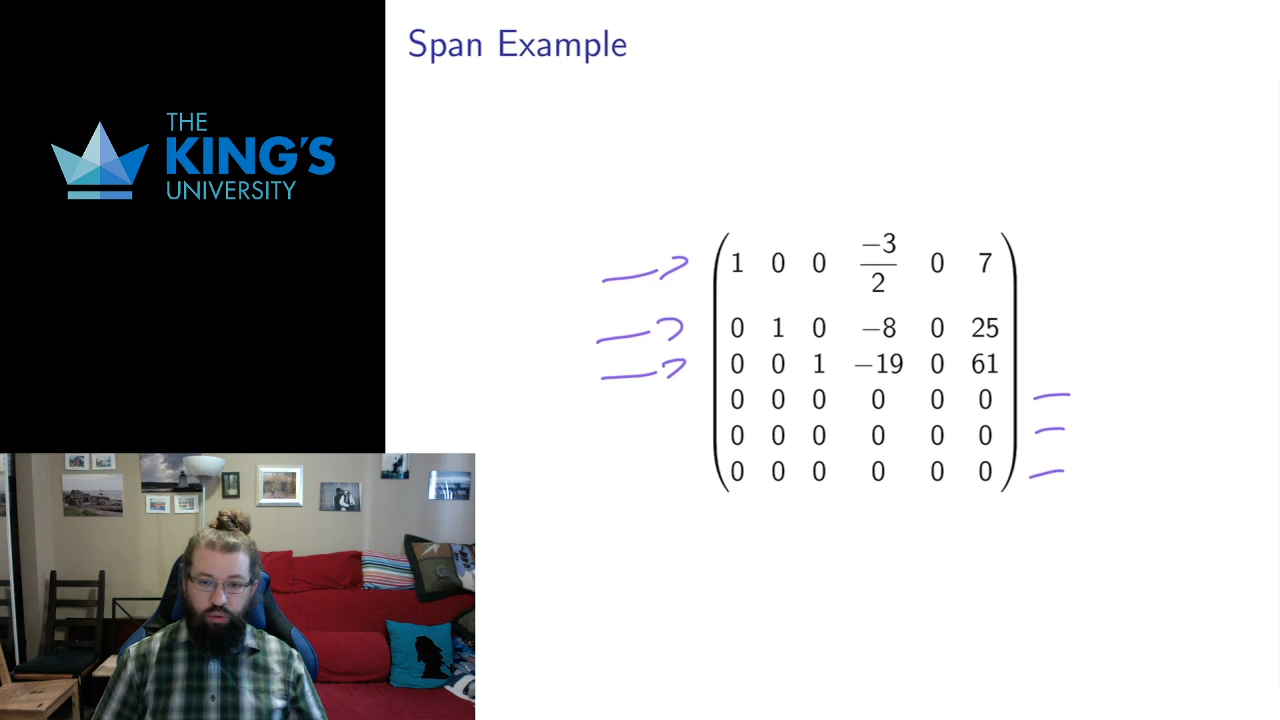 Span Example
THE
KING'S
UNIVERSITY
1 0 0 −3/2 0 7
0 1 0 −8 0 25
0 0 1 −19 0 61
0 0 0 0 0 0
0 0 0 0 0 0
0 0 0 0 0 0